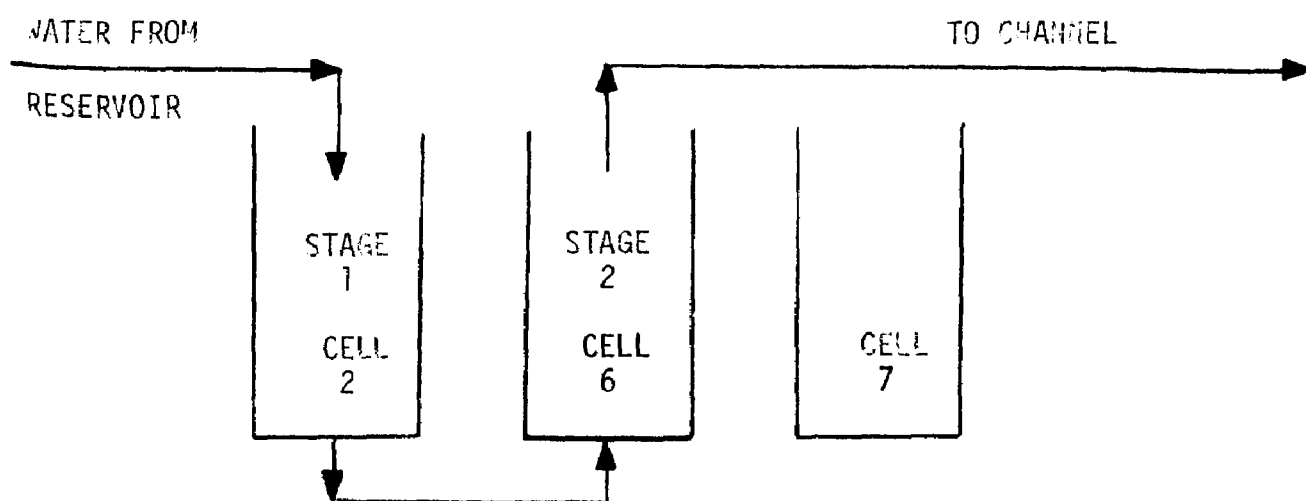 WATER FROM
RESERVOIR
TO CHANNEL
STAGE
1
CELL
2
STAGE
2
CELL
6
CELL
7